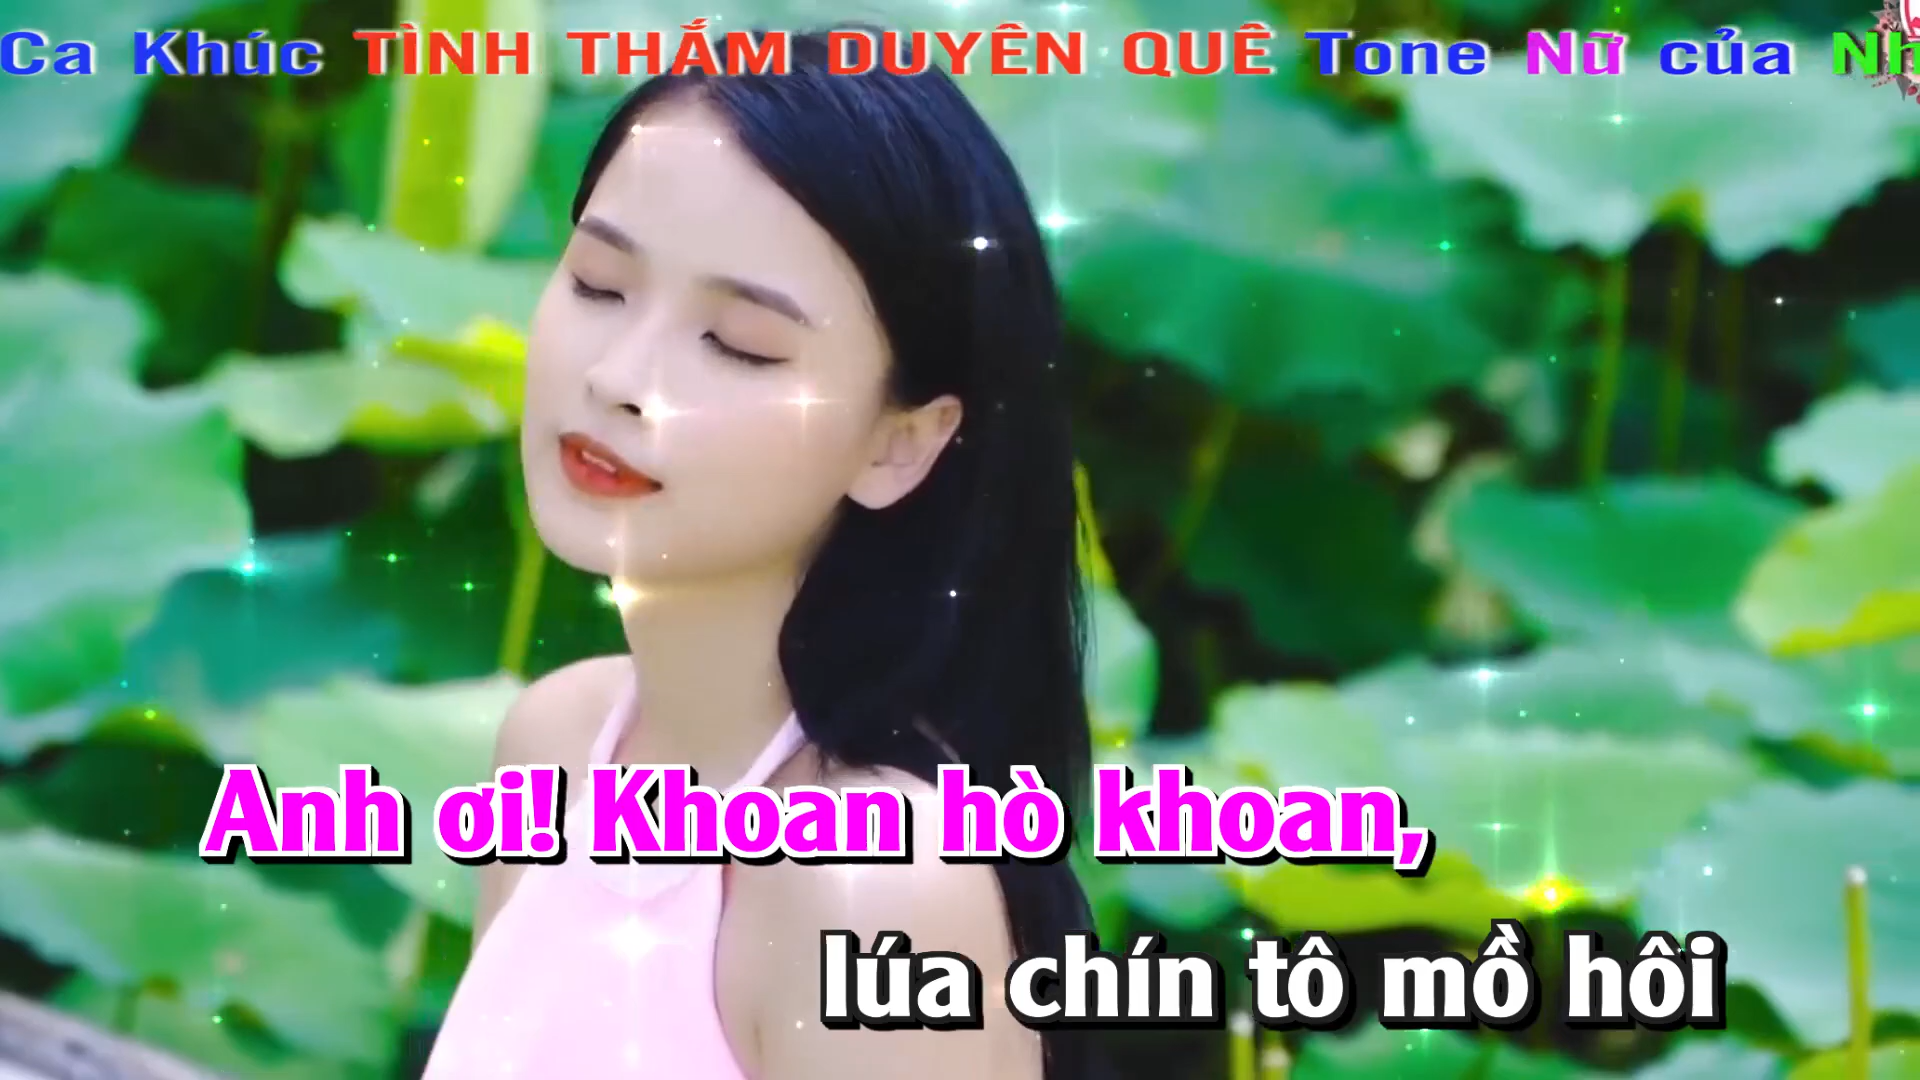 Ca Khúc TÌNH THẮM DUYÊN QUÊ Tone Nữ của
Anh ơi! Khoan hò khoan,
lúa chín tô mồ hôi